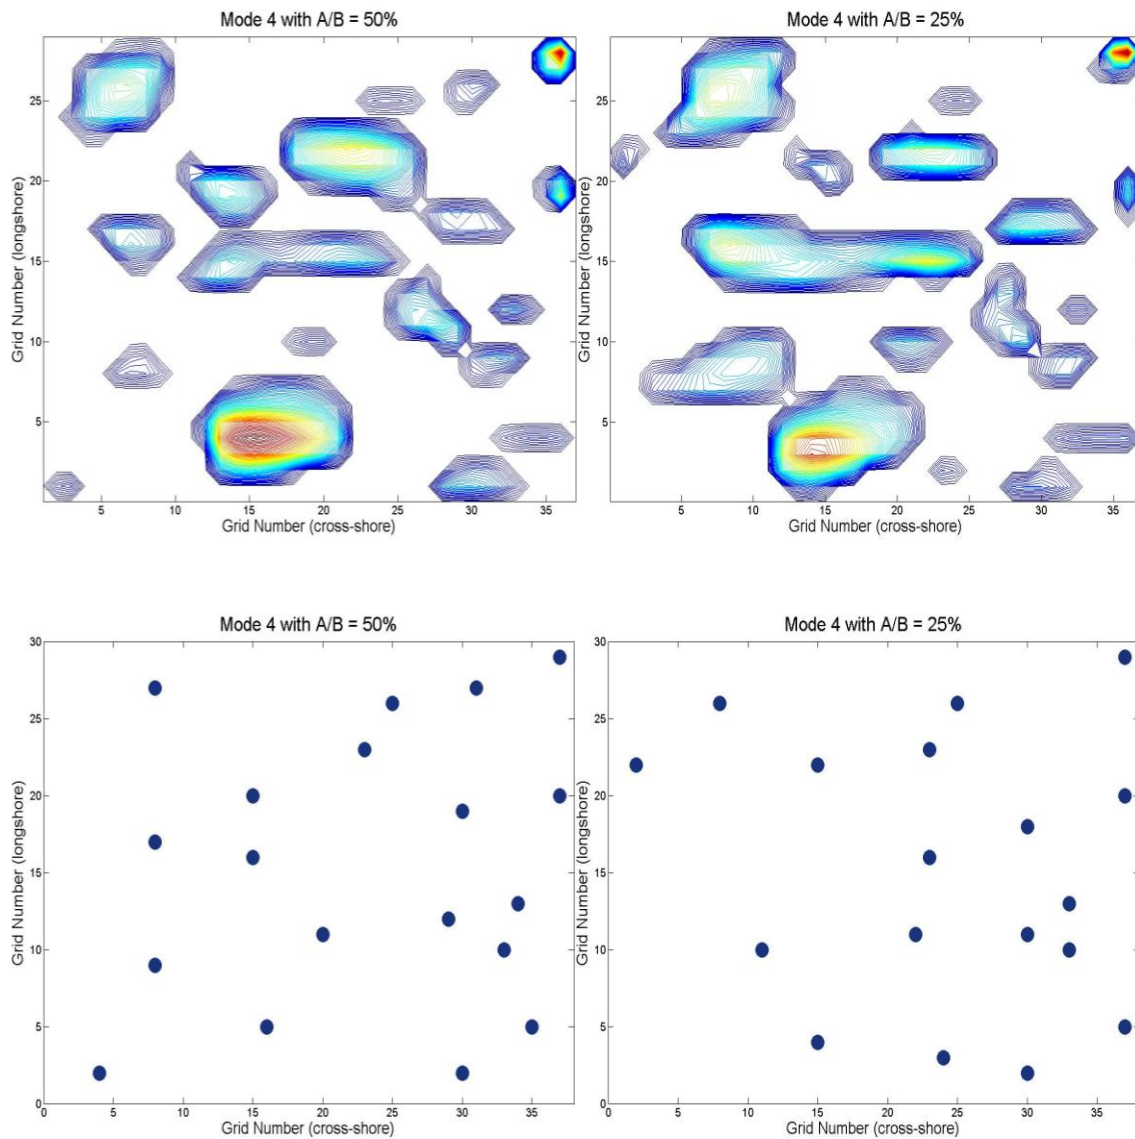 Mode 4 with A/B = 50%
Grid Number (longshore)
25
20
15
10
5
5 10 15 20 25 30 35
Grid Number (cross-shore)
Mode 4 with A/B = 25%
Grid Number (longshore)
25
20
15
10
5
5 10 15 20 25 30 35
Grid Number (cross-shore)
Mode 4 with A/B = 50%
Grid Number (longshore)
30
25
20
15
10
5
0
0 5 10 15 20 25 30 35
Grid Number (cross-shore)
Mode 4 with A/B = 25%
Grid Number (longshore)
30
25
20
15
10
5
0
0 5 10 15 20 25 30 35
Grid Number (cross-shore)